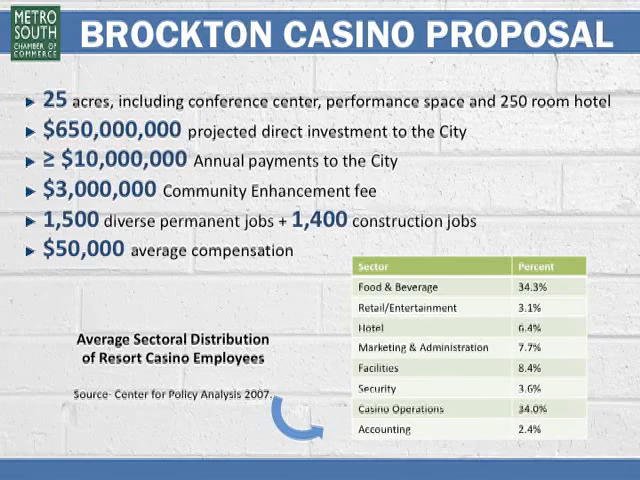 METRO
SOUTH
CHAMBER OF
COMMERCE
BROCKTON CASINO PROPOSAL
25 acres, including conference center, performance space and 250 room hotel
$650,000,000 projected direct investment to the City
≥ $10,000,000 Annual payments to the City
$3,000,000 Community Enhancement fee
1,500 diverse permanent jobs + 1,400 construction jobs
$50,000 average compensation
Average Sectoral Distribution
of Resort Casino Employees
Source- Center for Policy Analysis 2007.
Sector Percent
Food & Beverage 34.3%
Retail/Entertainment 3.1%
Hotel 6.4%
Marketing & Administration 7.7%
Facilities 8.4%
Security 3.6%
Casino Operations 34.0%
Accounting 2.4%